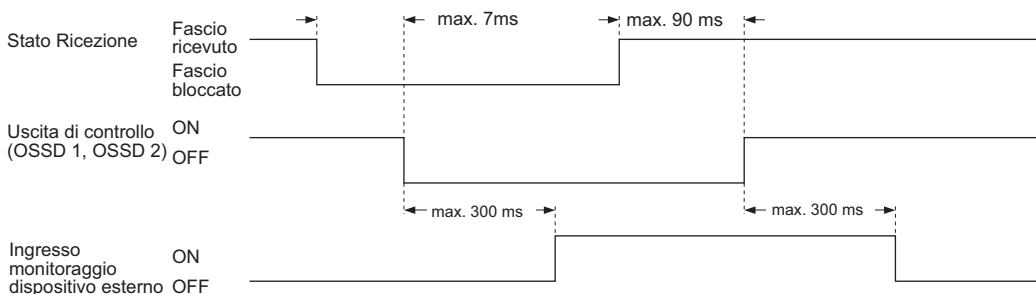 max. 7ms
max. 90 ms
Stato Ricezione
Fascio
ricevuto
Fascio
bloccato
Uscita di controllo
(OSSD 1, OSSD 2)
ON
OFF
max. 300 ms
max. 300 ms
Ingresso
monitoraggio
dispositivo esterno
ON
OFF